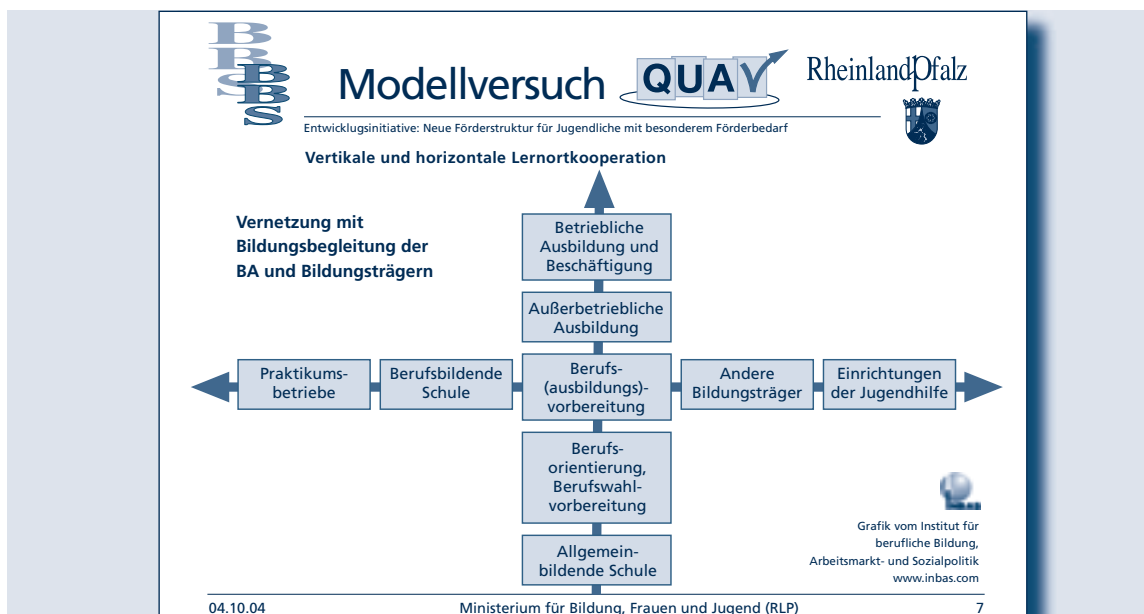 BBS
BBS
Modellversuch QUAV
RheinlandPfalz
Entwicklugsinitiative: Neue Förderstruktur für Jugendliche mit besonderem Förderbedarf
Vertikale und horizontale Lernortkooperation
Vernetzung mit
Bildungsbegleitung der
BA und Bildungsträgern
Betriebliche
Ausbildung und
Beschäftigung
Außerbetriebliche
Ausbildung
Praktikums-
betriebe
Berufsbildende
Schule
Berufs-
(ausbildungs)-
vorbereitung
Andere
Bildungsträger
Einrichtungen
der Jugendhilfe
Berufs-
orientierung,
Berufswahl-
vorbereitung
Allgemein-
bildende Schule
Grafik vom Institut für
berufliche Bildung,
Arbeitsmarkt- und Sozialpolitik
www.inbas.com
04.10.04
Ministerium für Bildung, Frauen und Jugend (RLP)
7